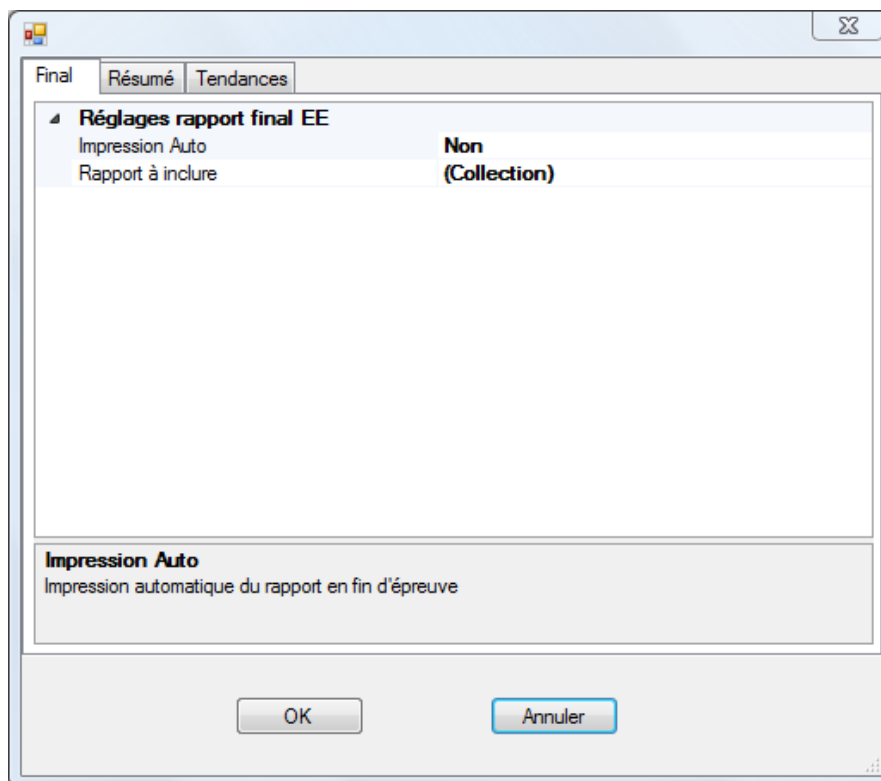 Final Résumé Tendances
Réglages rapport final EE
Impression Auto Non
Rapport à inclure (Collection)
Impression Auto
Impression automatique du rapport en fin d'épreuve
OK Annuler